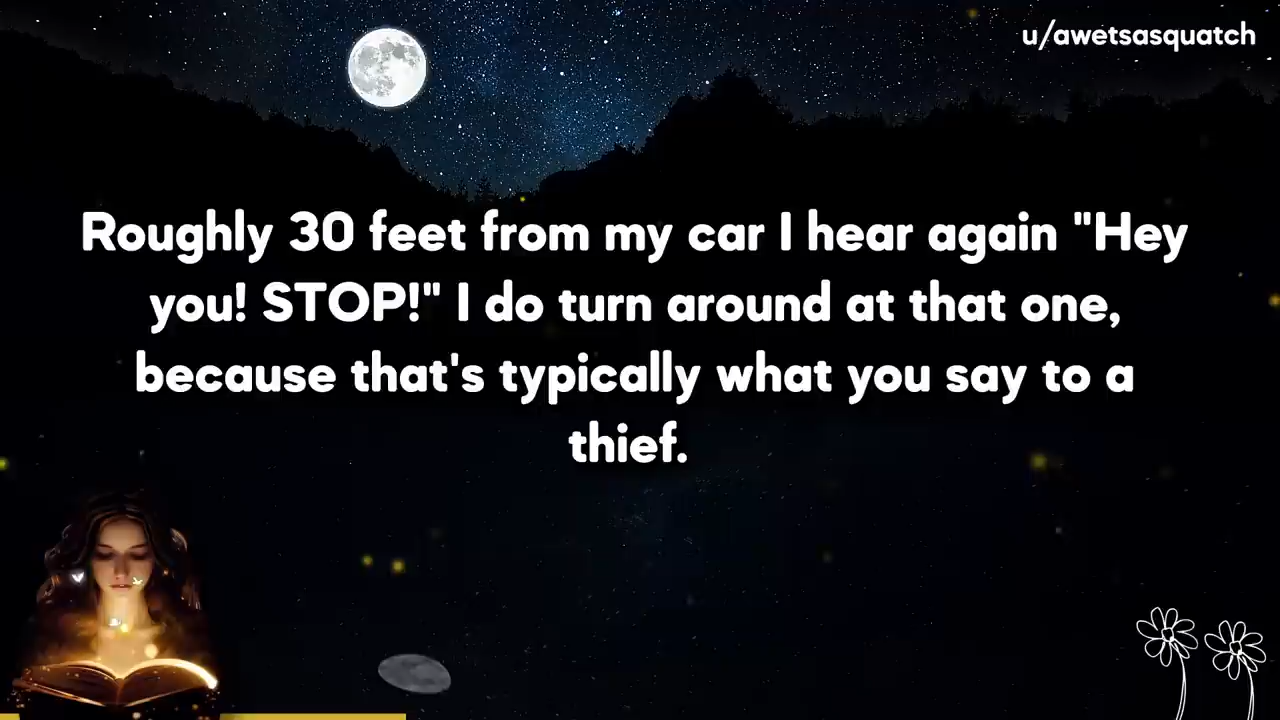 u/awetsasquatch
Roughly 30 feet from my car I hear again "Hey
you! STOP!" I do turn around at that one,
because that's typically what you say to a
thief.